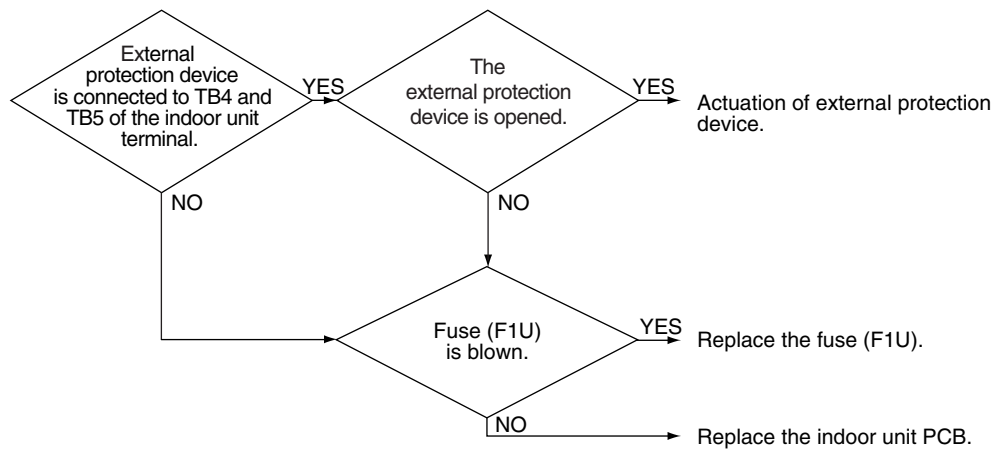 External
protection device
is connected to TB4 and
TB5 of the indoor unit
terminal.
YES
NO
The
external protection
device is opened.
YES
NO
Actuation of external protection
device.
Fuse (F1U)
is blown.
YES
NO
Replace the fuse (F1U).
Replace the indoor unit PCB.